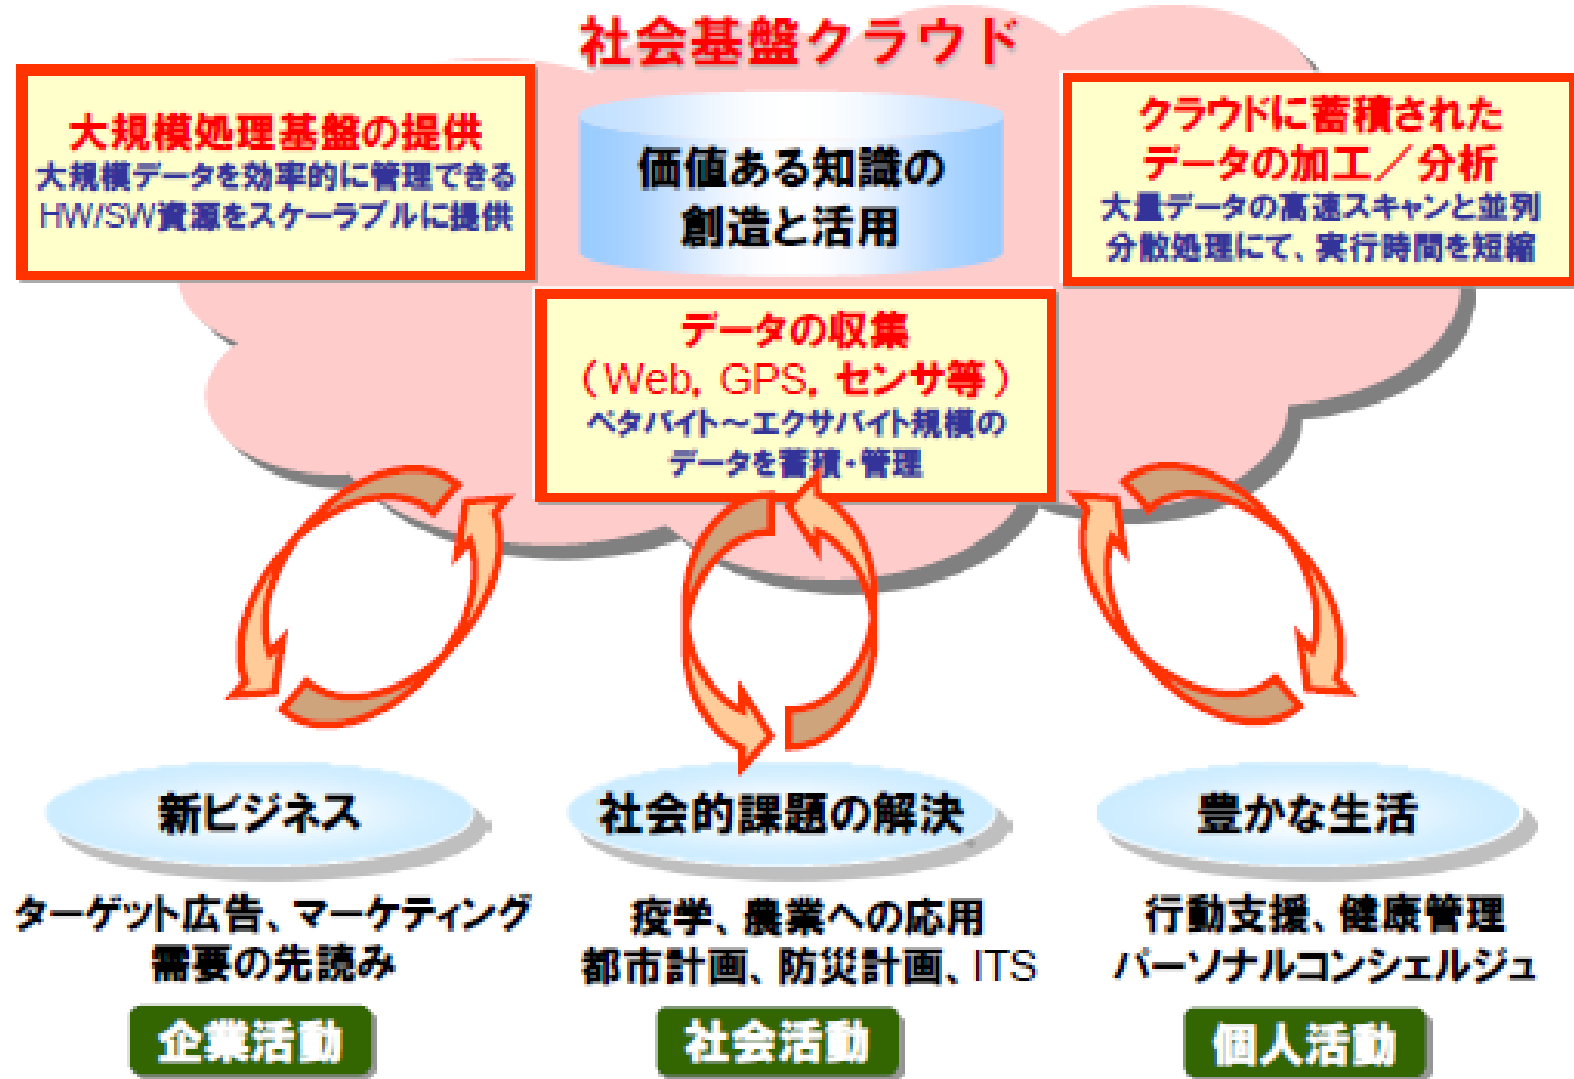 社会基盤クラウド
大規模処理基盤の提供
大規模データを効率的に管理できる
HW/SW資源をスケーラブルに提供
価値ある知識の
創造と活用
クラウドに蓄積された
データの加工／分析
大量データの高速スキャンと並列
分散処理にて、実行時間を短縮
データの収集
（Web, GPS, センサ等）
ペタバイト～エクサバイト規模の
データを蓄積・管理
新ビジネス
ターゲット広告、マーケティング
需要の先読み
企業活動
社会的課題の解決
疫学、農業への応用
都市計画、防災計画、ITS
社会活動
豊かな生活
行動支援、健康管理
パーソナルコンシェルジュ
個人活動